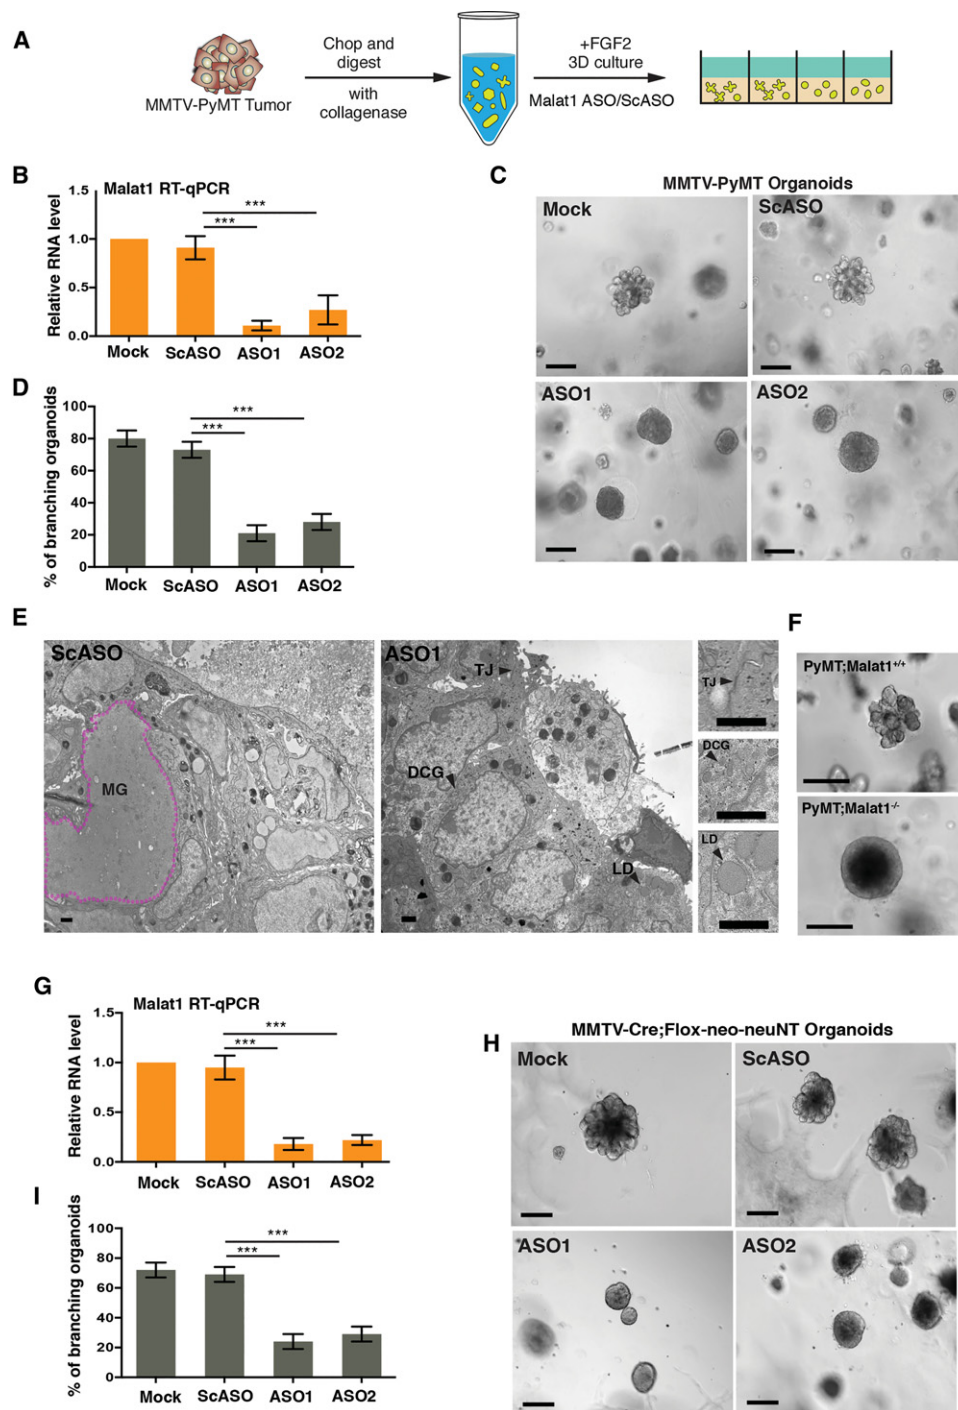 A
MMTV-PyMT Tumor
Chop and
digest
with
collagenase
+FGF2
3D culture
Malat1 ASO/ScASO
B
Malat1 RT-qPCR
Relative RNA level
1.5
1.0
0.5
0.0
***
***
Mock ScASO ASO1 ASO2
C
MMTV-PyMT Organoids
Mock
ScASO
ASO1
ASO2
D
% of branching organoids
100
80
60
40
20
0
***
***
Mock ScASO ASO1 ASO2
E
ScASO
MG
ASO1
TJ
DCG
LD
TJ
DCG
LD
F
PyMT;Malat1+/+
PyMT;Malat1-/-
G
Malat1 RT-qPCR
Relative RNA level
1.5
1.0
0.5
0.0
***
***
Mock ScASO ASO1 ASO2
H
MMTV-Cre;Flox-neo-neuNT Organoids
Mock
ScASO
ASO1
ASO2
I
% of branching organoids
100
80
60
40
20
0
***
***
Mock ScASO ASO1 ASO2